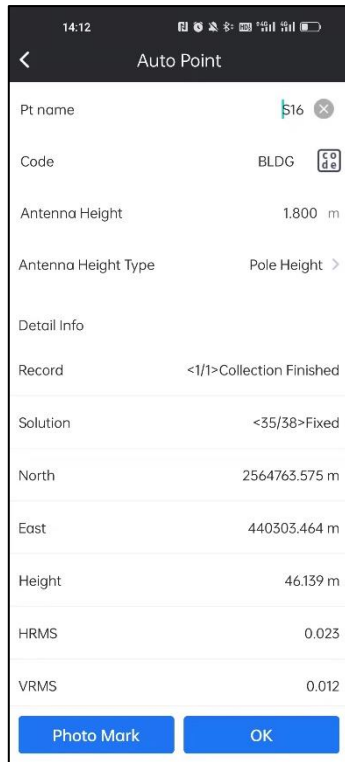 14:12
Auto Point
Pt name S16
Code BLDG code
Antenna Height 1.800 m
Antenna Height Type Pole Height >
Detail Info
Record <1/1>Collection Finished
Solution <35/38>Fixed
North 2564763.575 m
East 440303.464 m
Height 46.139 m
HRMS 0.023
VRMS 0.012
Photo Mark OK